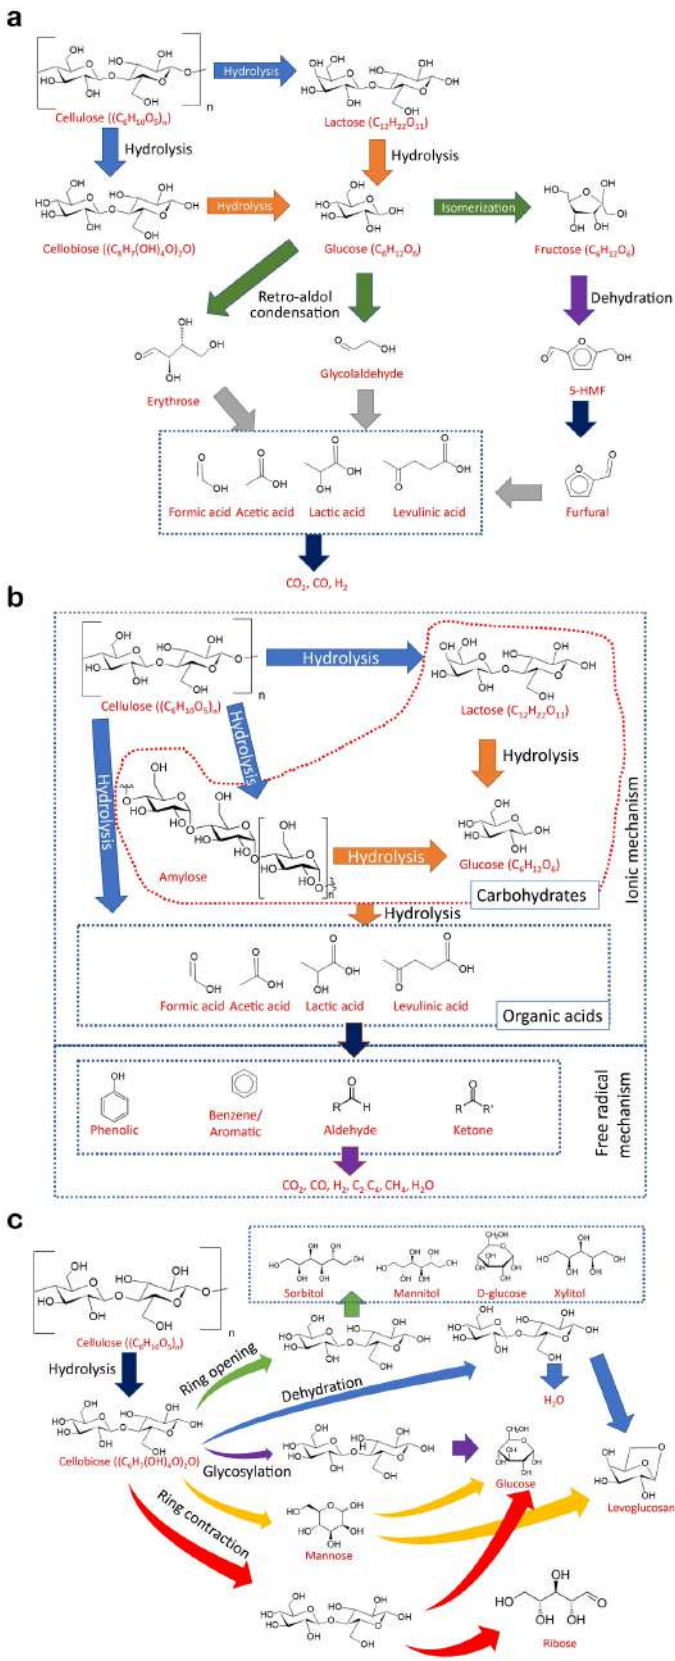 a
Cellulose ((C6H10O5)n)
n
Hydrolysis
Lactose (C12H22O11)
Hydrolysis
Hydrolysis
Cellobiose ((C6H7(OH)4O)2O)
Hydrolysis
Glucose (C6H12O6)
Isomerization
Fructose (C6H12O6)
Retro-aldol
condensation
Dehydration
Erythrose
Glycolaldehyde
5-HMF
Formic acid
Acetic acid
Lactic acid
Levulinic acid
Furfural
CO2, CO, H2
b
Cellulose ((C6H10O5)n)
n
Hydrolysis
Lactose (C12H22O11)
Hydrolysis
Hydrolysis
Hydrolysis
Amylose
n
Hydrolysis
Glucose (C6H12O6)
Carbohydrates
Ionic mechanism
Hydrolysis
Formic acid
Acetic acid
Lactic acid
Levulinic acid
Organic acids
Phenolic
Benzene/
Aromatic
Aldehyde
Ketone
Free radical
mechanism
CO2, CO, H2, C2-C4, CH4, H2O
c
Cellulose ((C6H10O5)n)
n
Sorbitol
Mannitol
D-glucose
Xylitol
Hydrolysis
Ring opening
Dehydration
H2O
Cellobiose ((C6H7(OH)4O)2O)
Glycosylation
Glucose
Levoglucosan
Ring contraction
Mannose
Ribose